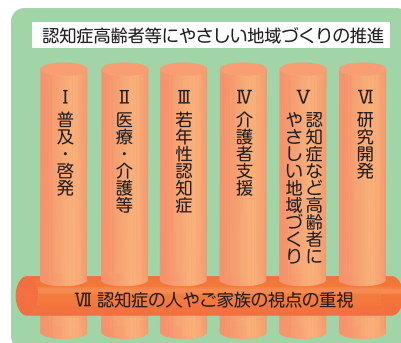 認知症高齢者等にやさしい地域づくりの推進
Ⅰ 普及・啓発
Ⅱ 医療・介護等
Ⅲ 若年性認知症
Ⅳ 介護者支援
Ⅴ 認知症など高齢者に
やさしい地域づくり
Ⅵ 研究開発
Ⅶ 認知症の人やご家族の視点の重視